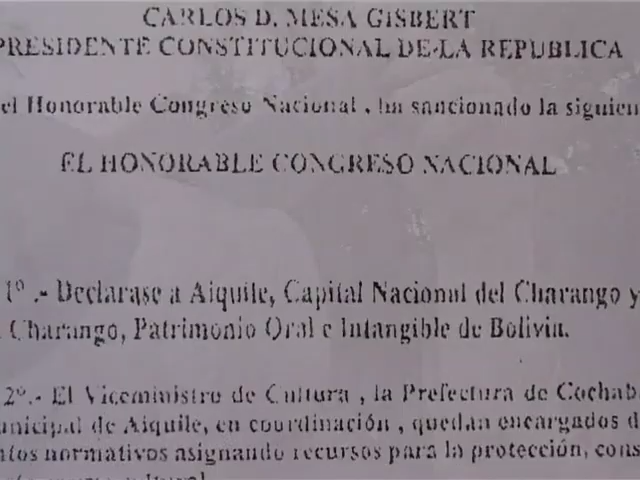 CARLOS D. MESA GISBERT
PRESIDENTE CONSTITUCIONAL DE LA REPUBLICA
el Honorable Congreso Nacional , ha sancionado la siguien
EL HONORABLE CONGRESO NACIONAL
1º .- Declarase a Aiquile, Capital Nacional del Charango y
Charango, Patrimonio Oral e Intangible de Bolivia.
2º.- El Viceministro de Cultura , la Prefectura de Cochab
unicipal de Aiquile, en coordinación , quedan encargados d
ntos normativos asignando recursos para la protección, cons